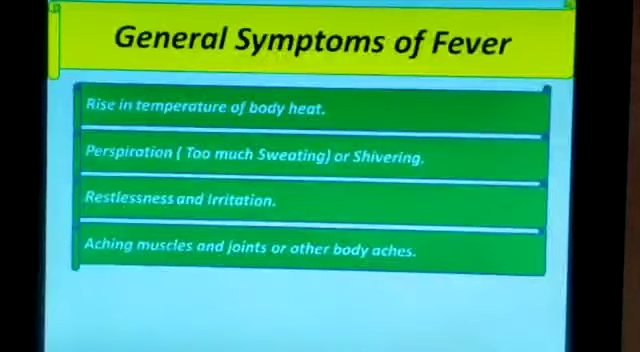 General Symptoms of Fever
Rise in temperature of body heat.
Perspiration ( Too much Sweating) or Shivering.
Restlessness and Irritation.
Aching muscles and joints or other body aches.